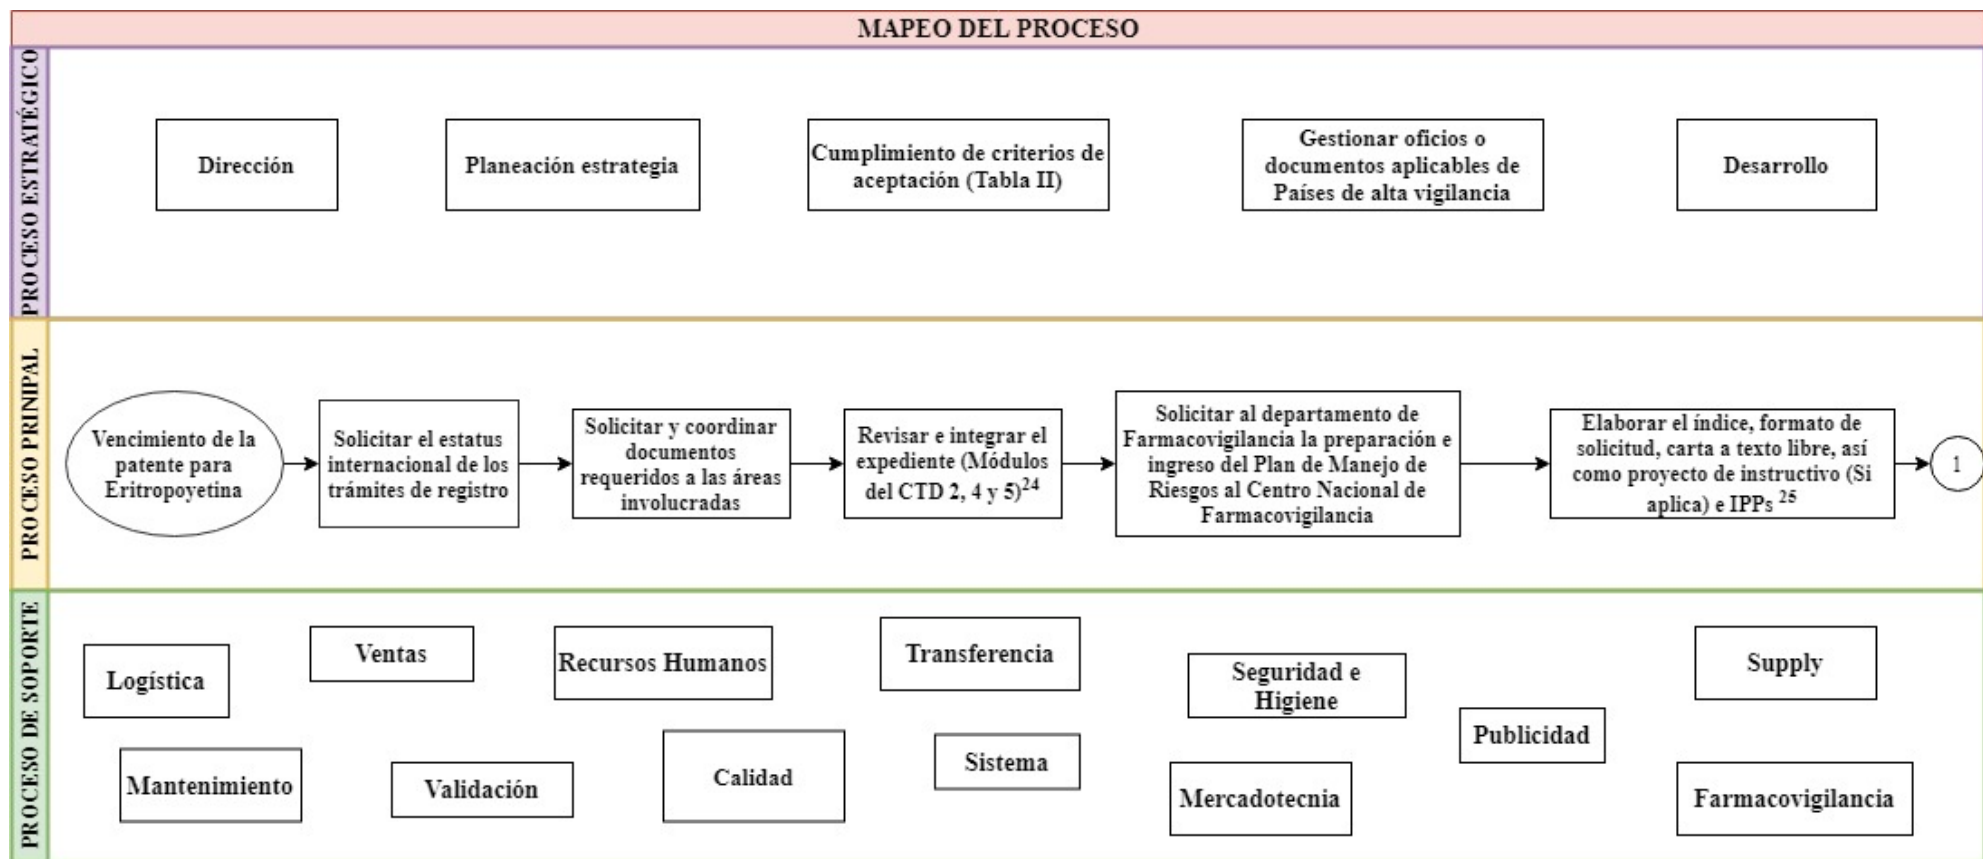 MAPEO DEL PROCESO
PROCESO ESTRATÉGICO
Dirección
Planeación estrategia
Cumplimiento de criterios de
aceptación (Tabla II)
Gestionar oficios o
documentos aplicables de
Países de alta vigilancia
Desarrollo
PROCESO PRINIPAL
Vencimiento de la
patente para
Eritropoyetina
Solicitar el estatus
internacional de los
trámites de registro
Solicitar y coordinar
documentos
requeridos a las áreas
involucradas
Revisar e integrar el
expediente (Módulos
del CTD 2, 4 y 5)24
Solicitar al departamento de
Farmacovigilancia la preparación e
ingreso del Plan de Manejo de
Riesgos al Centro Nacional de
Farmacovigilancia
Elaborar el índice, formato de
solicitud, carta a texto libre, así
como proyecto de instructivo (Si
aplica) e IPPs 25
1
PROCESO DE SOPORTE
Logística
Ventas
Recursos Humanos
Transferencia
Seguridad e
Higiene
Supply
Publicidad
Mantenimiento
Validación
Calidad
Sistema
Mercadotecnia
Farmacovigilancia